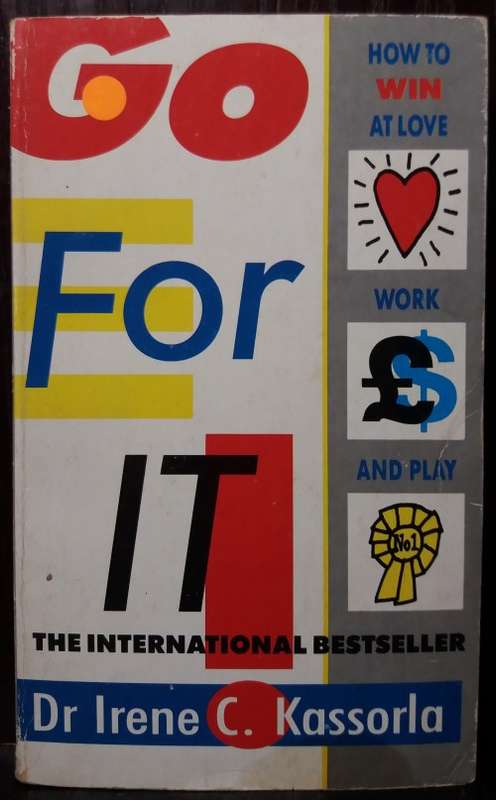 GO
FOR
IT
HOW TO
WIN
AT LOVE
WORK
£$
AND PLAY
No1
THE INTERNATIONAL BESTSELLER
Dr Irene C. Kassorla